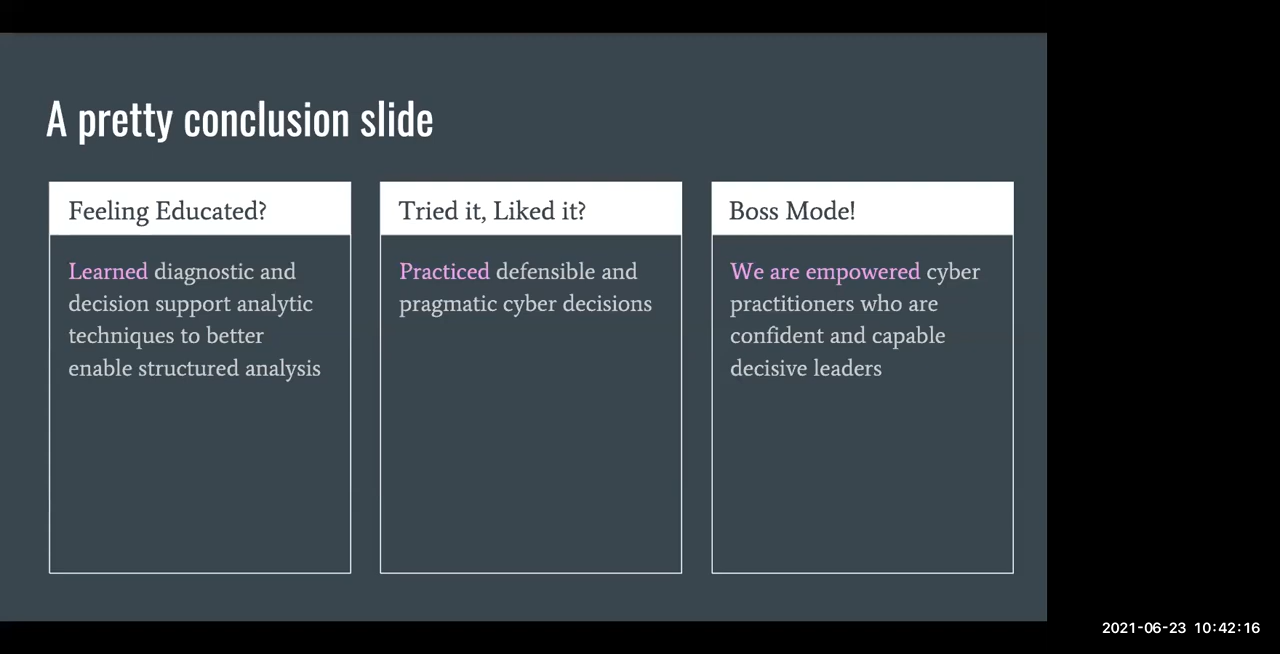 A pretty conclusion slide
Feeling Educated?
Learned diagnostic and
decision support analytic
techniques to better
enable structured analysis
Tried it, Liked it?
Practiced defensible and
pragmatic cyber decisions
Boss Mode!
We are empowered cyber
practitioners who are
confident and capable
decisive leaders
2021-06-23 10:42:16